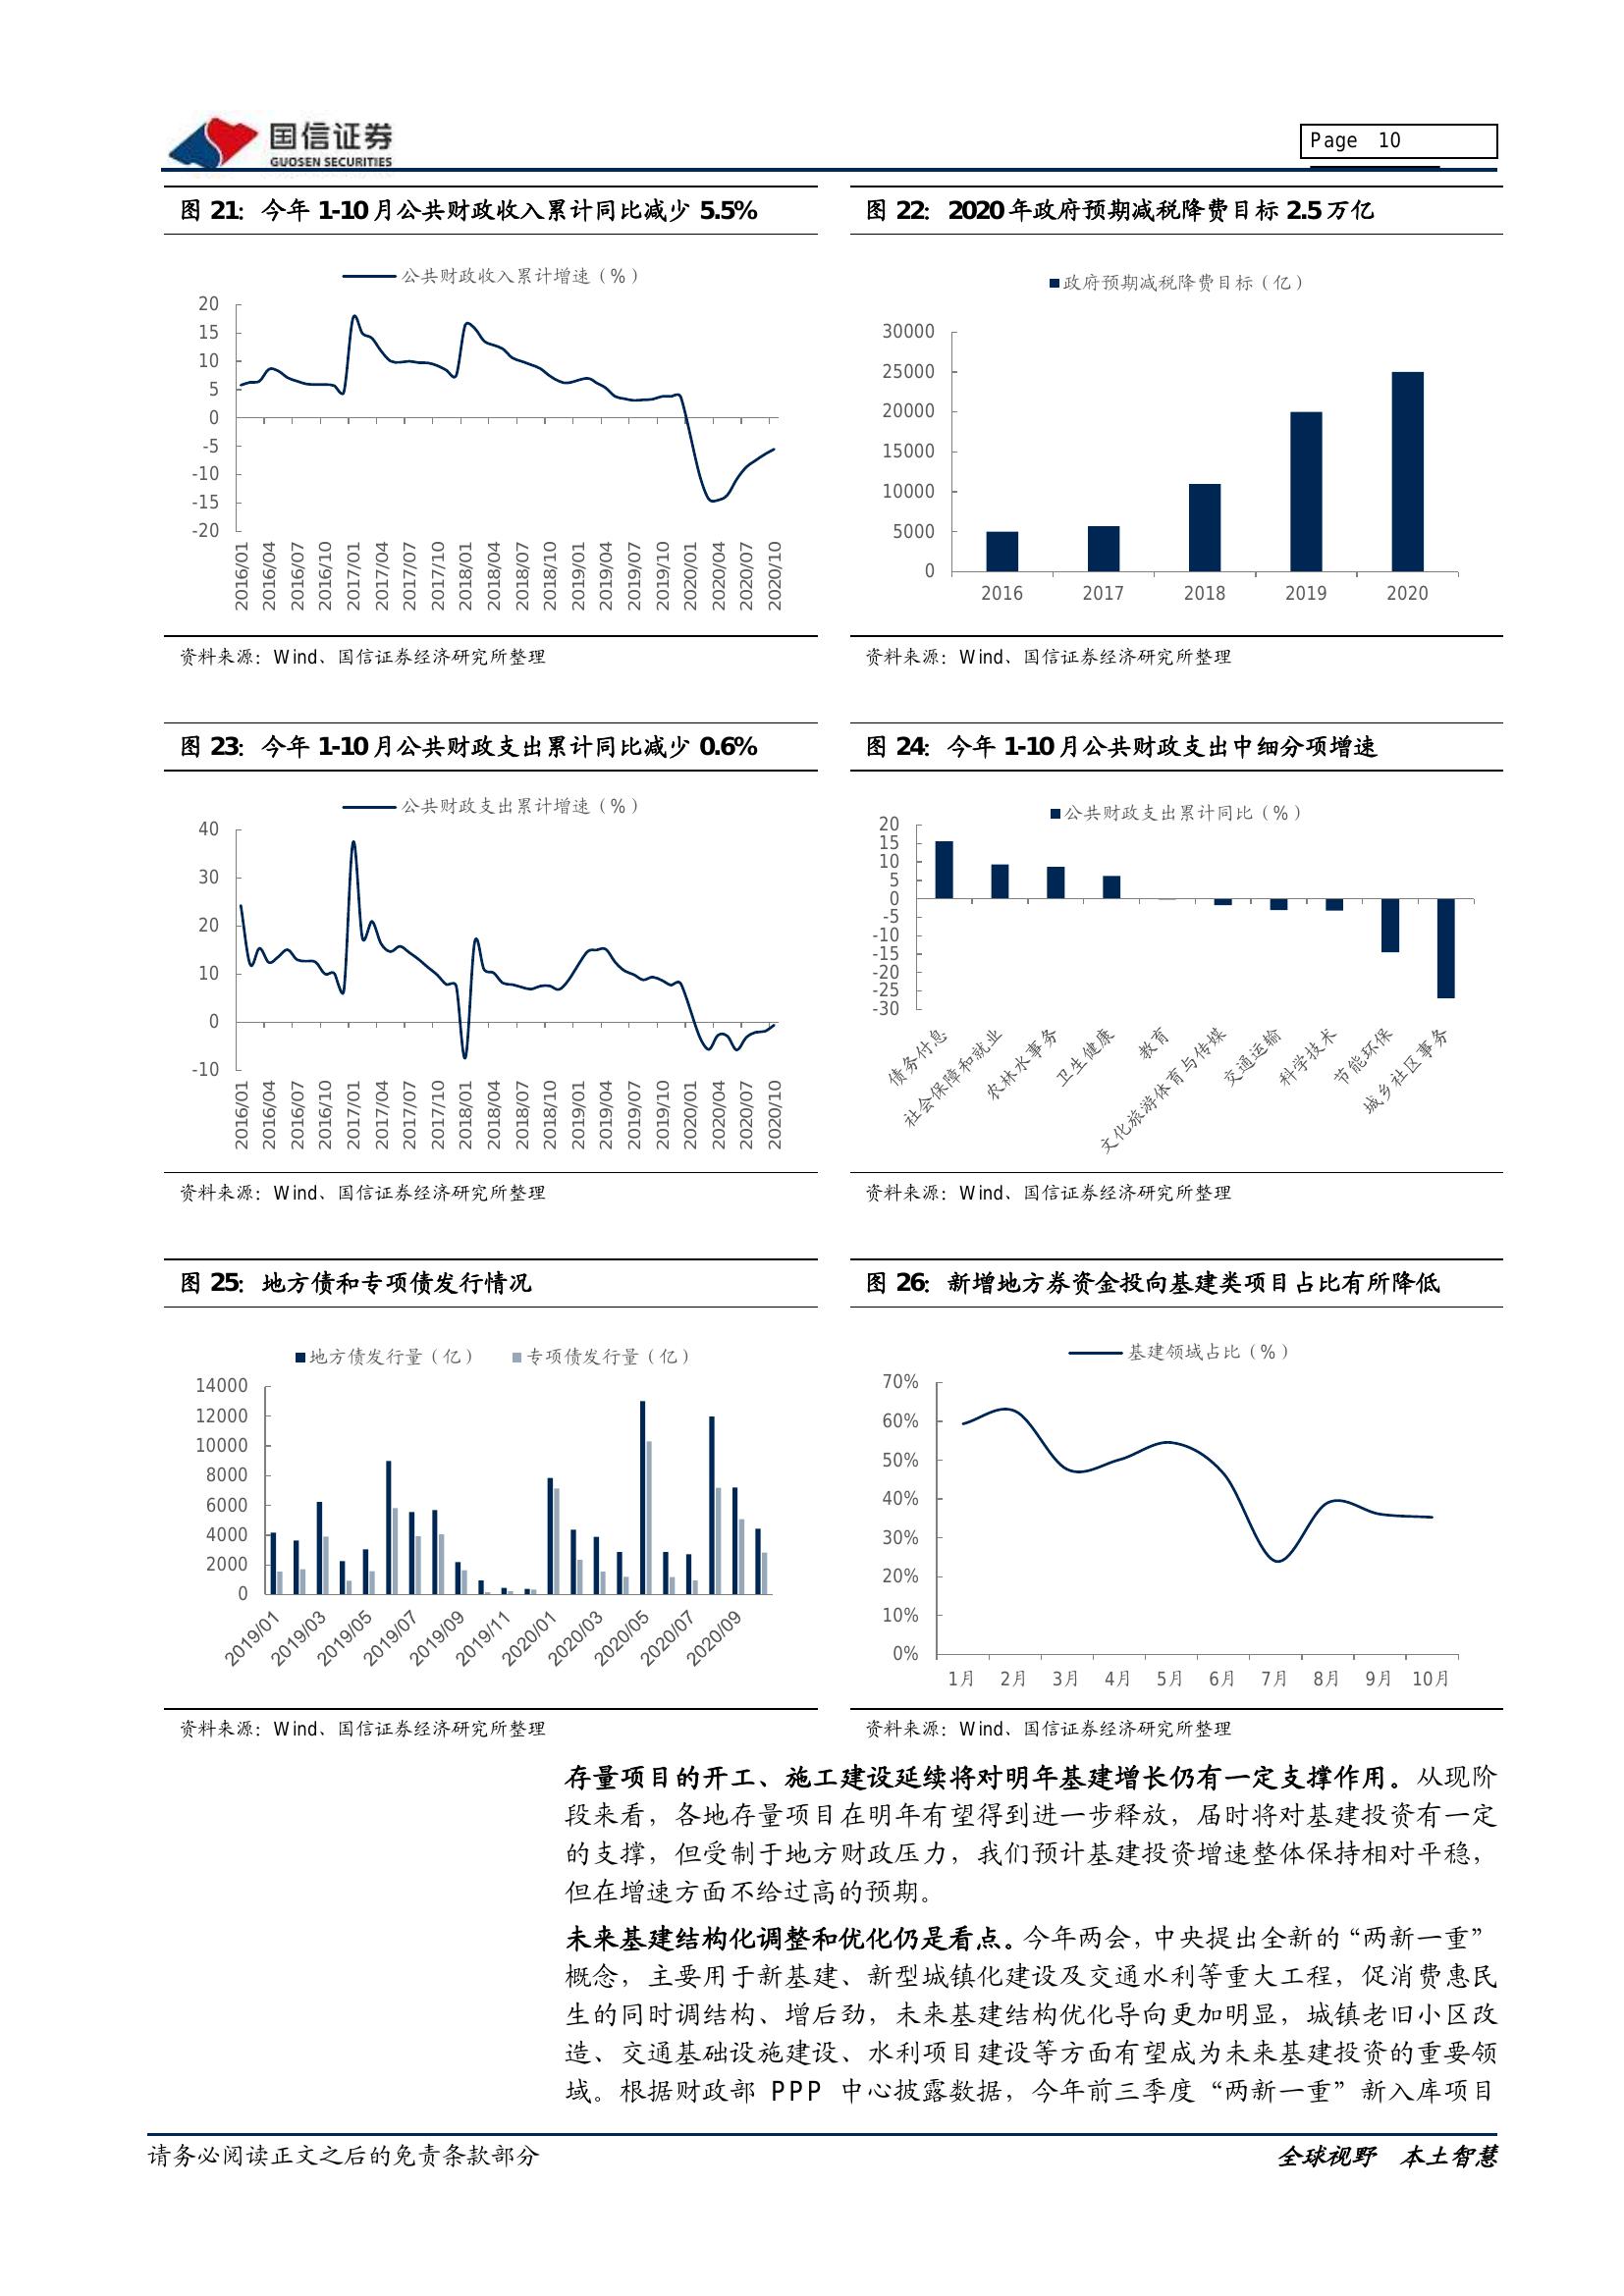 国信证券
GUOSEN SECURITIES
Page 10
图 21：今年 1-10 月公共财政收入累计同比减少 5.5%
公共财政收入累计增速（%）
20
15
10
5
0
-5
-10
-15
-20
2016/01 2016/04 2016/07 2016/10 2017/01 2017/04 2017/07 2017/10 2018/01 2018/04 2018/07 2018/10 2019/01 2019/04 2019/07 2019/10 2020/01 2020/04 2020/07 2020/10
资料来源：Wind、国信证券经济研究所整理
图 22：2020 年政府预期减税降费目标 2.5 万亿
政府预期减税降费目标（亿）
30000
25000
20000
15000
10000
5000
0
2016 2017 2018 2019 2020
资料来源：Wind、国信证券经济研究所整理
图 23：今年 1-10 月公共财政支出累计同比减少 0.6%
公共财政支出累计增速（%）
40
30
20
10
0
-10
2016/01 2016/04 2016/07 2016/10 2017/01 2017/04 2017/07 2017/10 2018/01 2018/04 2018/07 2018/10 2019/01 2019/04 2019/07 2019/10 2020/01 2020/04 2020/07 2020/10
资料来源：Wind、国信证券经济研究所整理
图 24：今年 1-10 月公共财政支出中细分项增速
公共财政支出累计同比（%）
20
15
10
5
0
-5
-10
-15
-20
-25
-30
债务付息 社会保障和就业 农林水事务 卫生健康 教育 文化旅游体育与传媒 交通运输 科学技术 节能环保 城乡社区事务
资料来源：Wind、国信证券经济研究所整理
图 25：地方债和专项债发行情况
地方债发行量（亿） 专项债发行量（亿）
14000
12000
10000
8000
6000
4000
2000
0
2019/01 2019/03 2019/05 2019/07 2019/09 2019/11 2020/01 2020/03 2020/05 2020/07 2020/09
资料来源：Wind、国信证券经济研究所整理
图 26：新增地方券资金投向基建类项目占比有所降低
基建领域占比（%）
70%
60%
50%
40%
30%
20%
10%
0%
1月 2月 3月 4月 5月 6月 7月 8月 9月 10月
资料来源：Wind、国信证券经济研究所整理
存量项目的开工、施工建设延续将对明年基建增长仍有一定支撑作用。从现阶
段来看，各地存量项目在明年有望得到进一步释放，届时将对基建投资有一定
的支撑，但受制于地方财政压力，我们预计基建投资增速整体保持相对平稳，
但在增速方面不给过高的预期。
未来基建结构化调整和优化仍是看点。今年两会，中央提出全新的“两新一重”
概念，主要用于新基建、新型城镇化建设及交通水利等重大工程，促消费惠民
生的同时调结构、增后劲，未来基建结构优化导向更加明显，城镇老旧小区改
造、交通基础设施建设、水利项目建设等方面有望成为未来基建投资的重要领
域。根据财政部 PPP 中心披露数据，今年前三季度“两新一重”新入库项目
请务必阅读正文之后的免责条款部分
全球视野 本土智慧